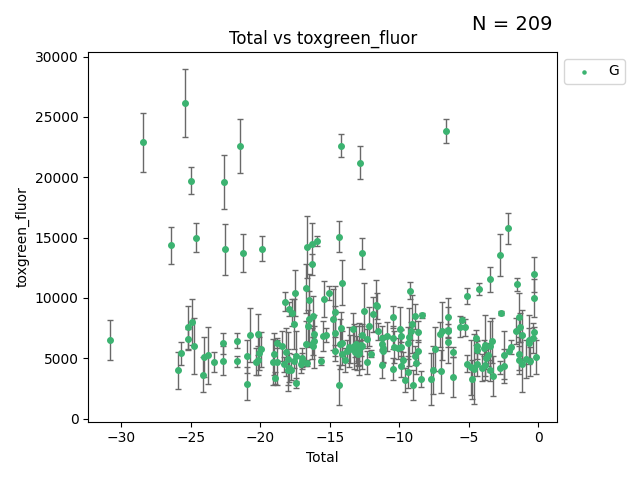 N = 209
Total vs toxgreen_fluor
G
toxgreen_fluor
30000
25000
20000
15000
10000
5000
0
−30 −25 −20 −15 −10 −5 0
Total